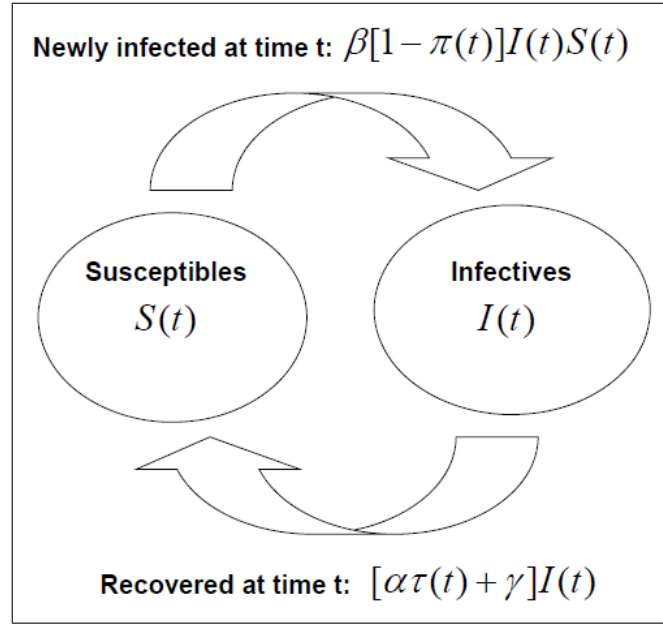 Newly infected at time t: β[1−π(t)]I(t)S(t)
Susceptibles
S(t)
Infectives
I(t)
Recovered at time t: [ατ(t)+γ]I(t)